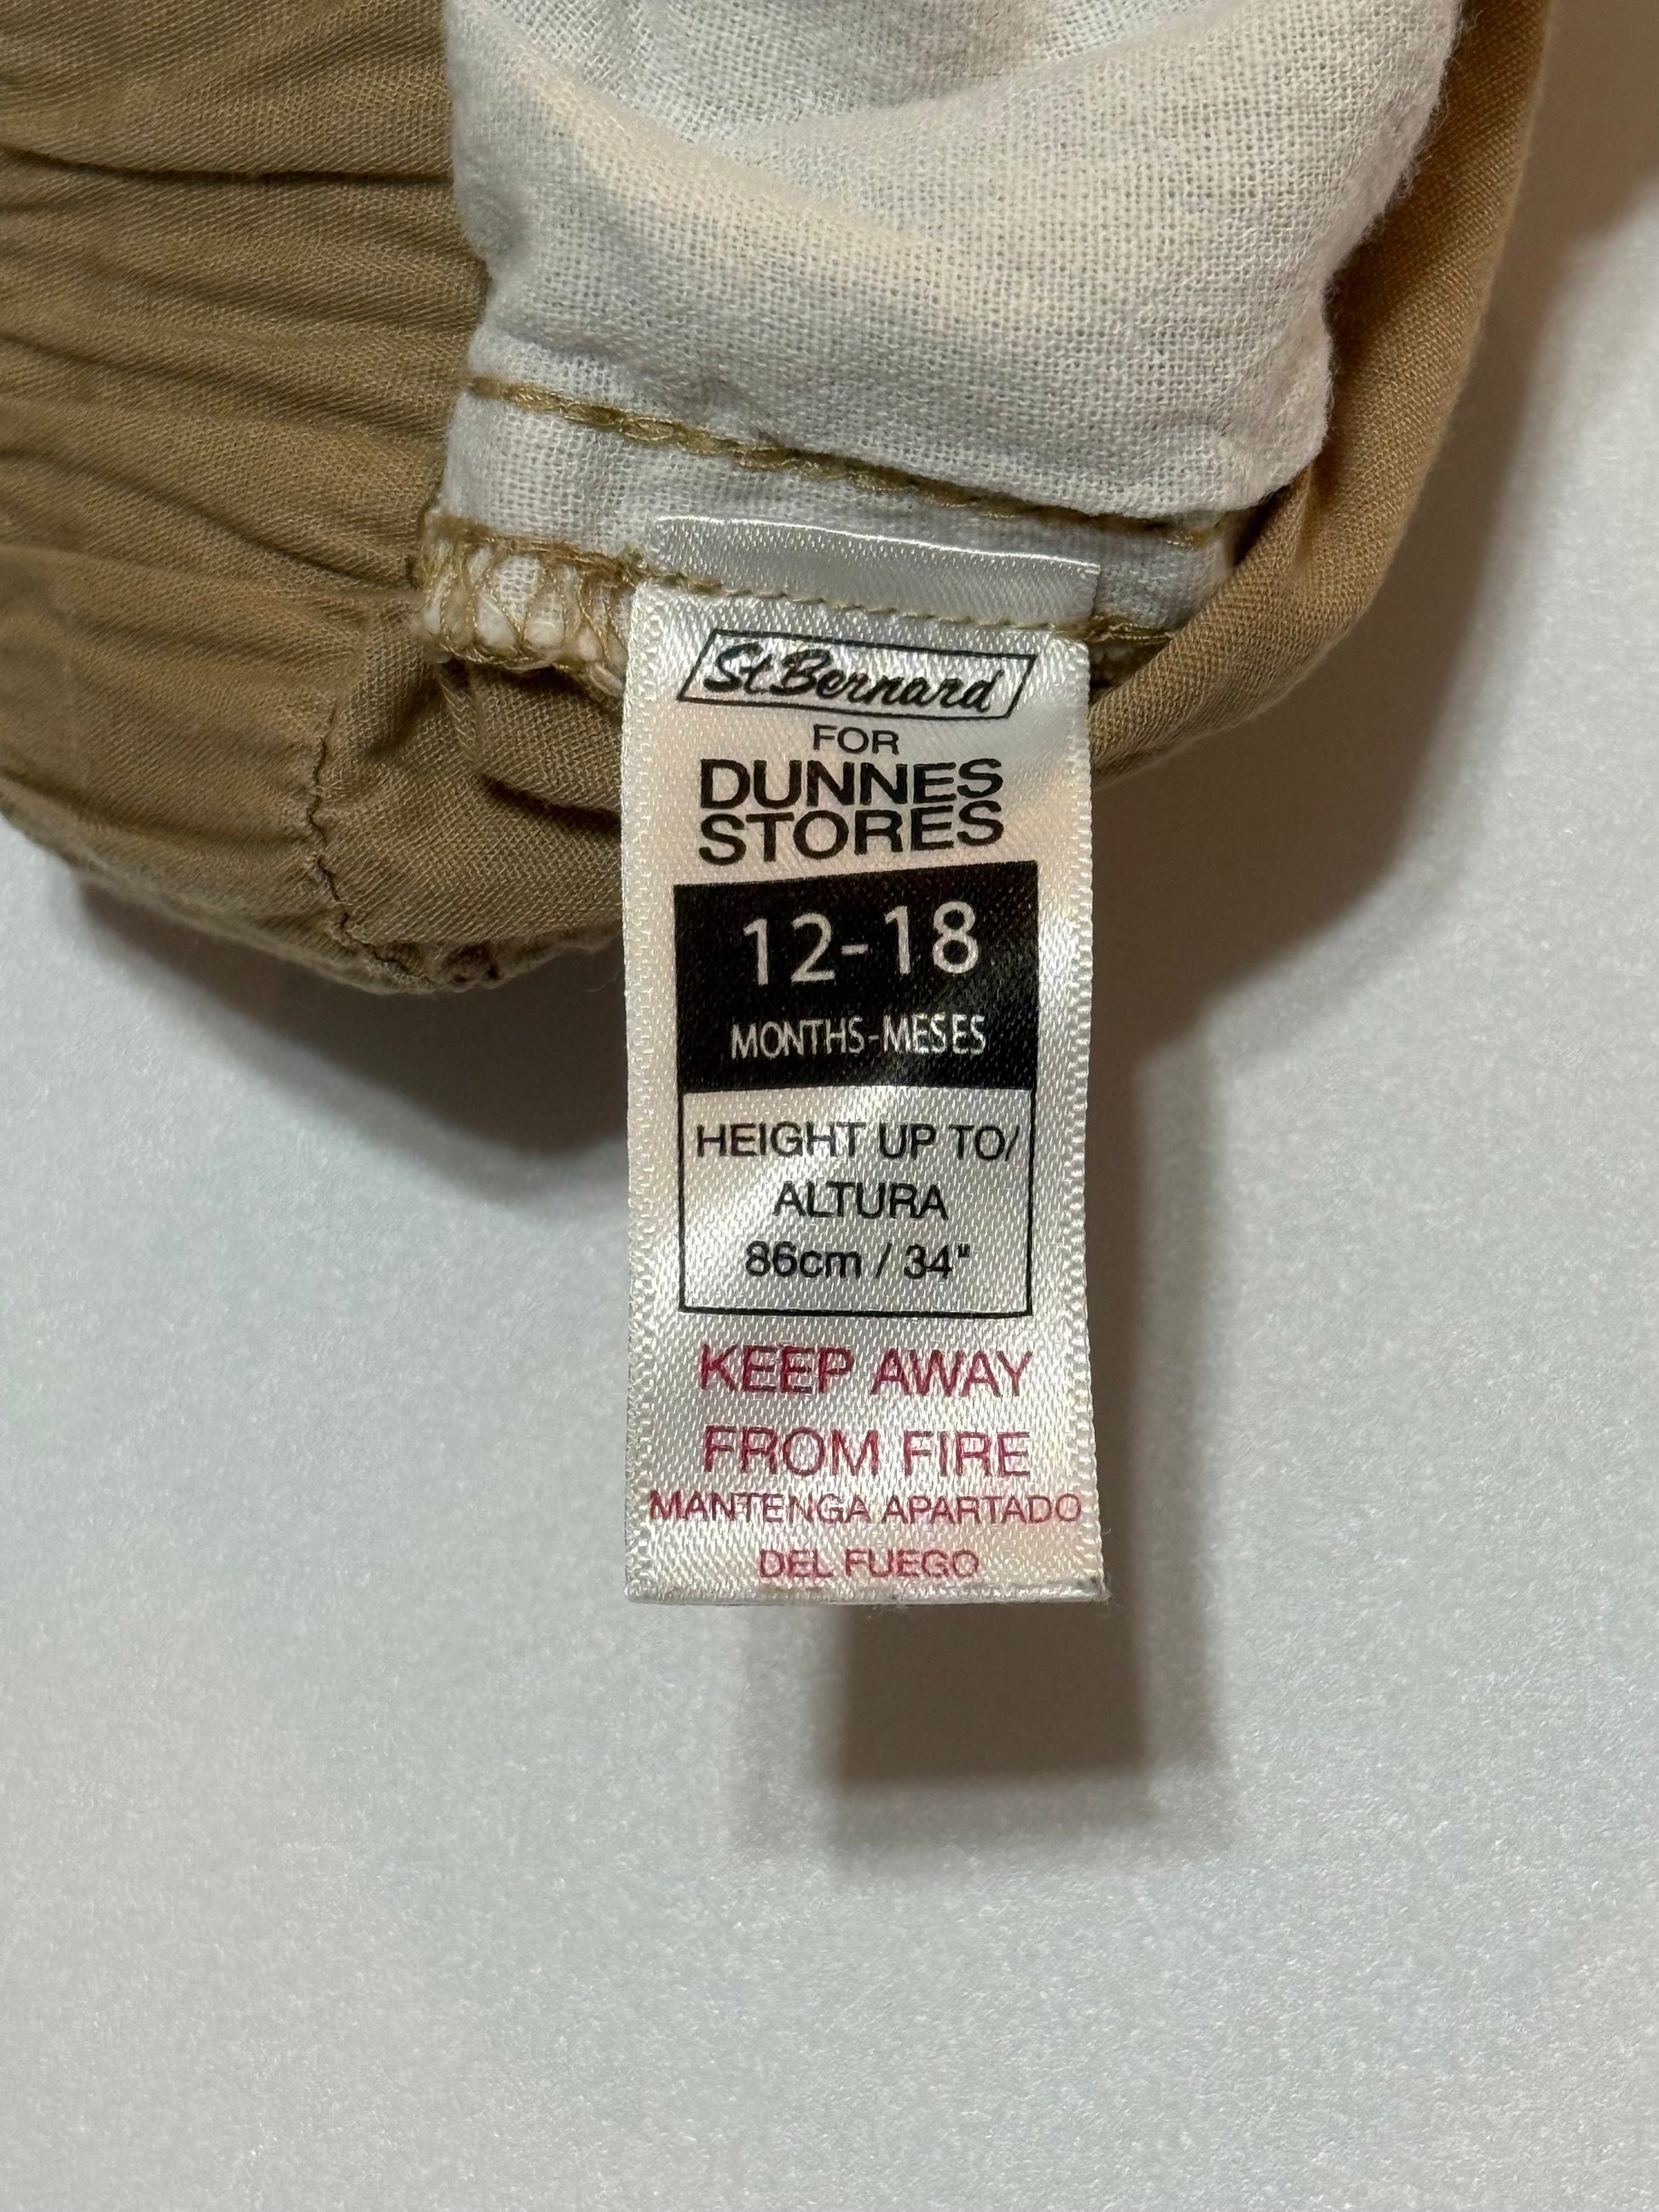 St Bernard
FOR
DUNNES
STORES
12-18
MONTHS-MESES
HEIGHT UP TO/
ALTURA
86cm / 34"
KEEP AWAY
FROM FIRE
MANTENGA APARTADO
DEL FUEGO